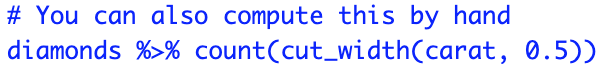 # You can also compute this by hand
diamonds %>% count(cut_width(carat, 0.5))